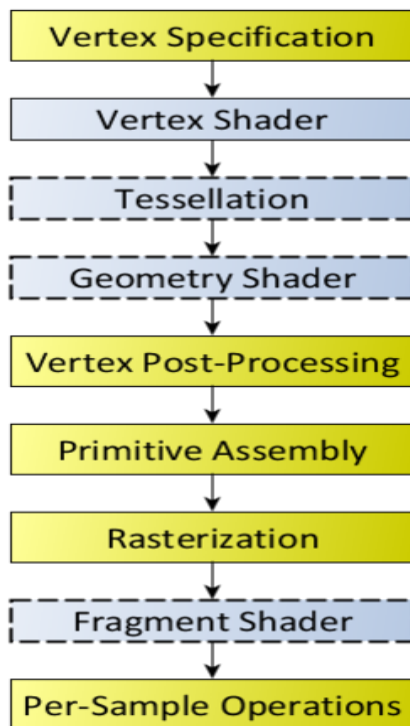 Vertex Specification
Vertex Shader
Tessellation
Geometry Shader
Vertex Post-Processing
Primitive Assembly
Rasterization
Fragment Shader
Per-Sample Operations